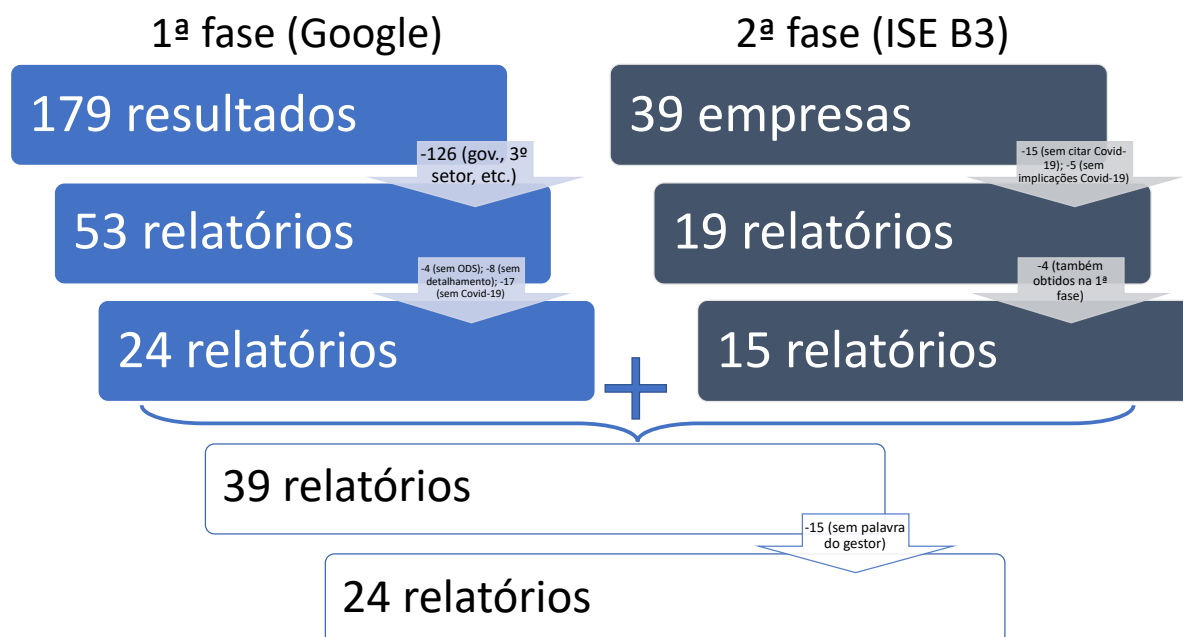 1ª fase (Google)
2ª fase (ISE B3)
179 resultados
39 empresas
-126 (gov., 3º
setor, etc.)
-15 (sem citar Covid-
19); -5 (sem
implicações Covid-19)
53 relatórios
19 relatórios
-4 (sem ODS); -8 (sem
detalhamento); -17
(sem Covid-19)
-4 (também
obtidos na 1ª
fase)
24 relatórios
15 relatórios
39 relatórios
-15 (sem palavra
do gestor)
24 relatórios